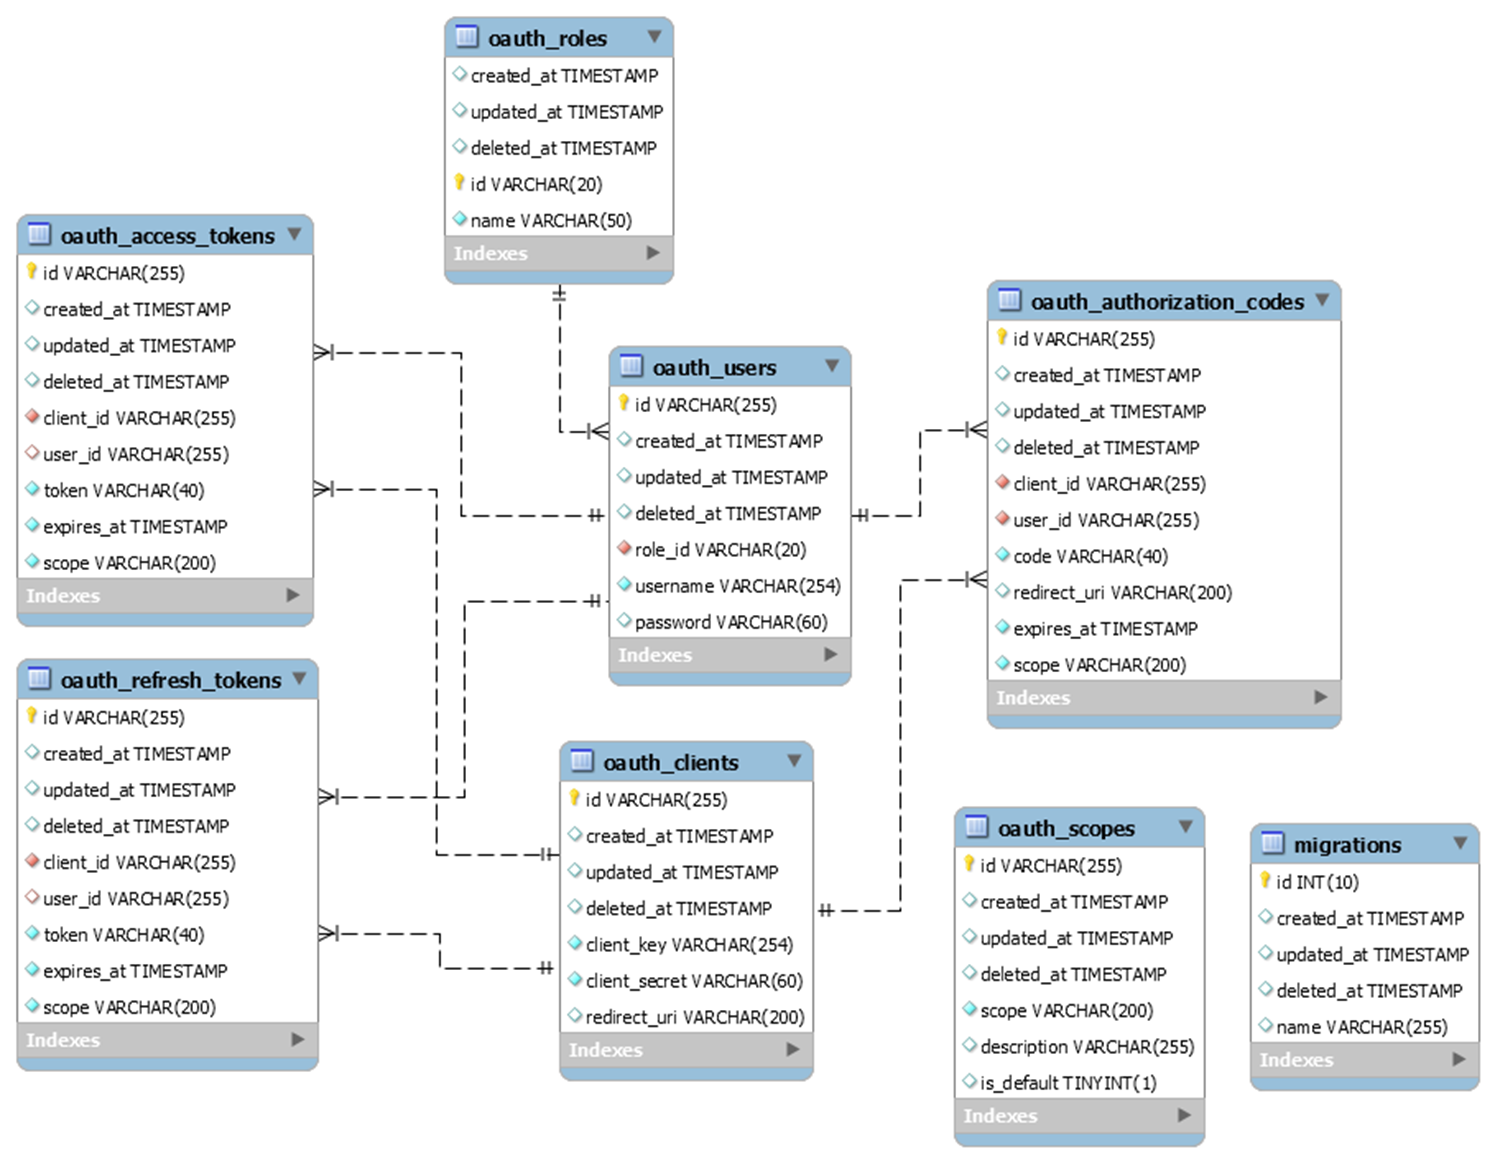 oauth_roles
created_at TIMESTAMP
updated_at TIMESTAMP
deleted_at TIMESTAMP
id VARCHAR(20)
name VARCHAR(50)
Indexes
oauth_access_tokens
id VARCHAR(255)
created_at TIMESTAMP
updated_at TIMESTAMP
deleted_at TIMESTAMP
client_id VARCHAR(255)
user_id VARCHAR(255)
token VARCHAR(40)
expires_at TIMESTAMP
scope VARCHAR(200)
Indexes
oauth_users
id VARCHAR(255)
created_at TIMESTAMP
updated_at TIMESTAMP
deleted_at TIMESTAMP
role_id VARCHAR(20)
username VARCHAR(254)
password VARCHAR(60)
Indexes
oauth_authorization_codes
id VARCHAR(255)
created_at TIMESTAMP
updated_at TIMESTAMP
deleted_at TIMESTAMP
client_id VARCHAR(255)
user_id VARCHAR(255)
code VARCHAR(40)
redirect_uri VARCHAR(200)
expires_at TIMESTAMP
scope VARCHAR(200)
Indexes
oauth_refresh_tokens
id VARCHAR(255)
created_at TIMESTAMP
updated_at TIMESTAMP
deleted_at TIMESTAMP
client_id VARCHAR(255)
user_id VARCHAR(255)
token VARCHAR(40)
expires_at TIMESTAMP
scope VARCHAR(200)
Indexes
oauth_clients
id VARCHAR(255)
created_at TIMESTAMP
updated_at TIMESTAMP
deleted_at TIMESTAMP
client_key VARCHAR(254)
client_secret VARCHAR(60)
redirect_uri VARCHAR(200)
Indexes
oauth_scopes
id VARCHAR(255)
created_at TIMESTAMP
updated_at TIMESTAMP
deleted_at TIMESTAMP
scope VARCHAR(200)
description VARCHAR(255)
is_default TINYINT(1)
Indexes
migrations
id INT(10)
created_at TIMESTAMP
updated_at TIMESTAMP
deleted_at TIMESTAMP
name VARCHAR(255)
Indexes